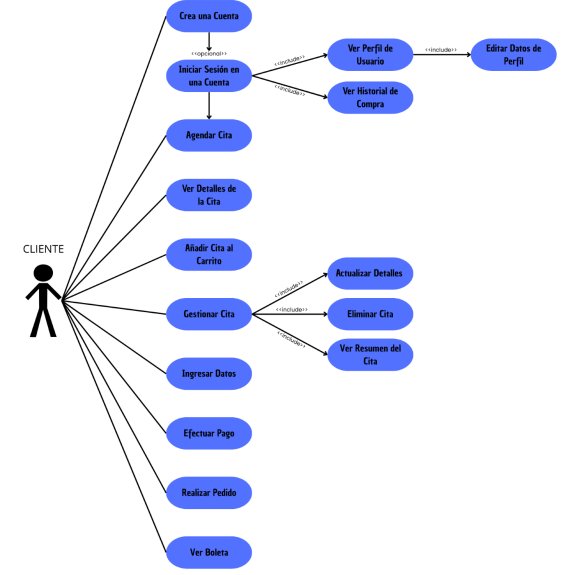 Crea una Cuenta
‹‹opcional››
Iniciar Sesión en
una Cuenta
‹‹include››
‹‹include››
Ver Perfil de
Usuario
‹‹include››
Editar Datos de
Perfil
Ver Historial de
Compra
Agendar Cita
Ver Detalles de
la Cita
CLIENTE
Añadir Cita al
Carrito
Gestionar Cita
‹‹include››
‹‹include››
‹‹include››
Actualizar Detalles
Eliminar Cita
Ver Resumen del
Cita
Ingresar Datos
Efectuar Pago
Realizar Pedido
Ver Boleta